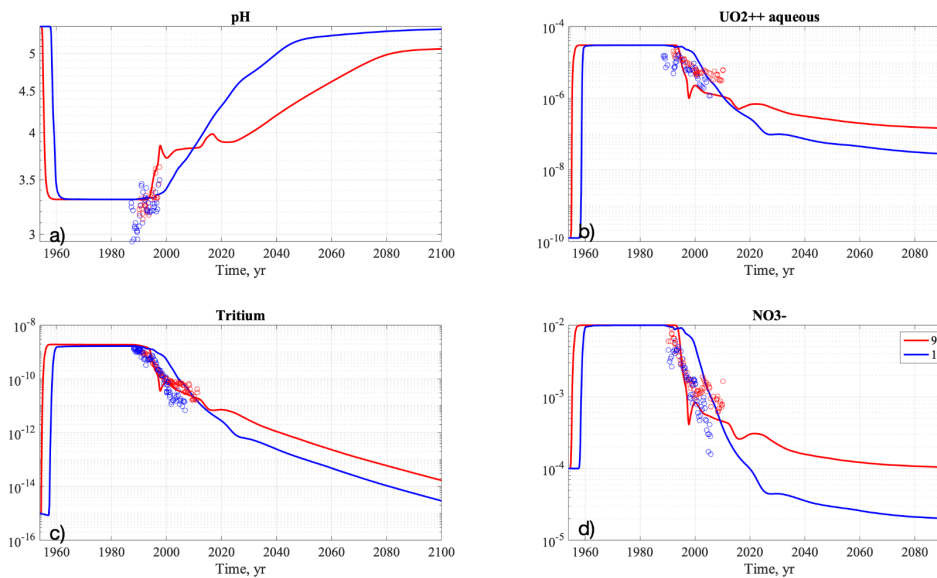 pH
5
4.5
4
3.5
3
a)
1960 1980 2000 2020 2040 2060 2080 2100
Time, yr
UO2++ aqueous
10-4
10-6
10-8
10-10
b)
1960 1980 2000 2020 2040 2060 2080
Time, yr
Tritium
10-8
10-10
10-12
10-14
10-16
c)
1960 1980 2000 2020 2040 2060 2080 2100
Time, yr
NO3-
10-2
10-3
10-4
10-5
d)
9
1
1960 1980 2000 2020 2040 2060 2080
Time, yr